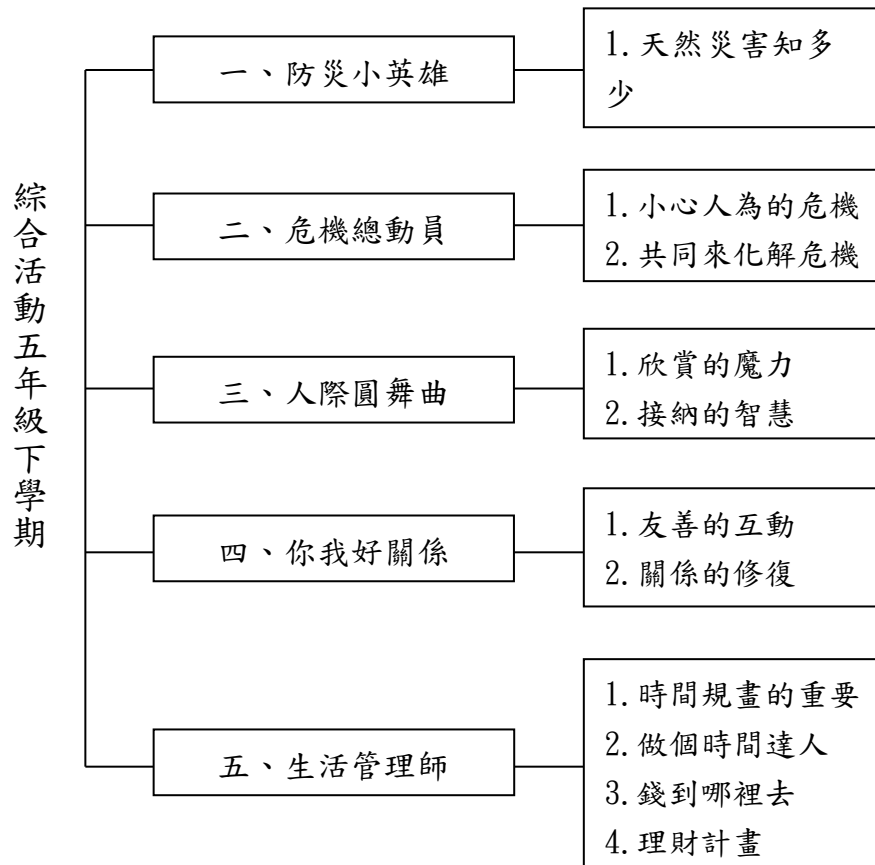 綜合活動五年級下學期
一、防災小英雄
1.天然災害知多
少
二、危機總動員
1.小心人為的危機
2.共同來化解危機
三、人際圓舞曲
1.欣賞的魔力
2.接納的智慧
四、你我好關係
1.友善的互動
2.關係的修復
五、生活管理師
1.時間規畫的重要
2.做個時間達人
3.錢到哪裡去
4.理財計畫